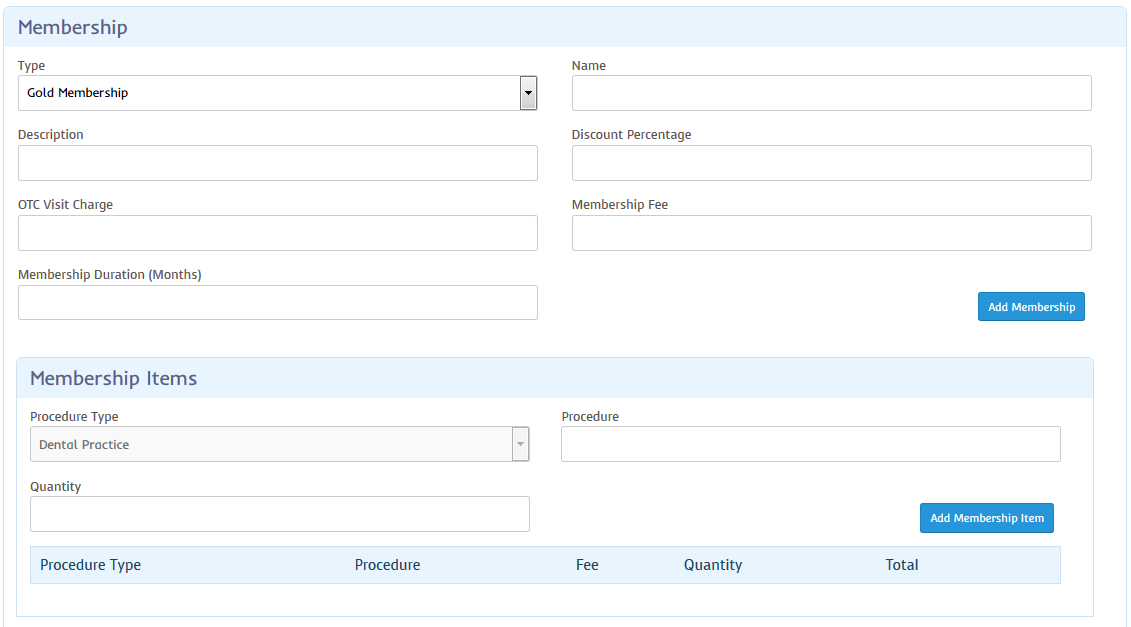 Membership
Type Name
Gold Membership
Description Discount Percentage
OTC Visit Charge Membership Fee
Membership Duration (Months)
Add Membership
Membership Items
Procedure Type Procedure
Dental Practice
Quantity
Add Membership Item
Procedure Type Procedure Fee Quantity Total